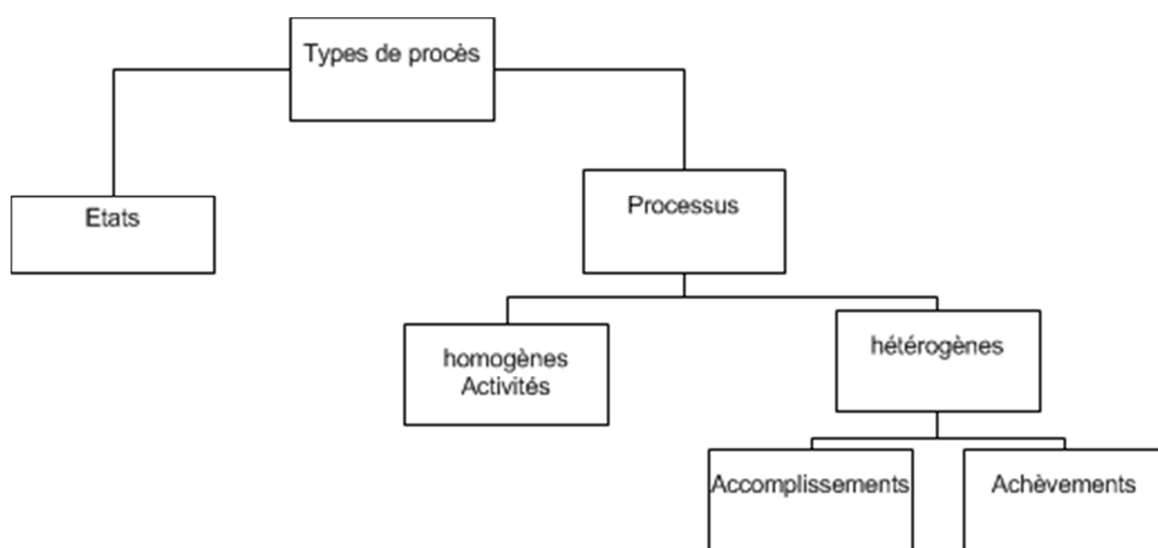 Types de procès
Etats
Processus
homogènes
Activités
hétérogènes
Accomplissements
Achèvements